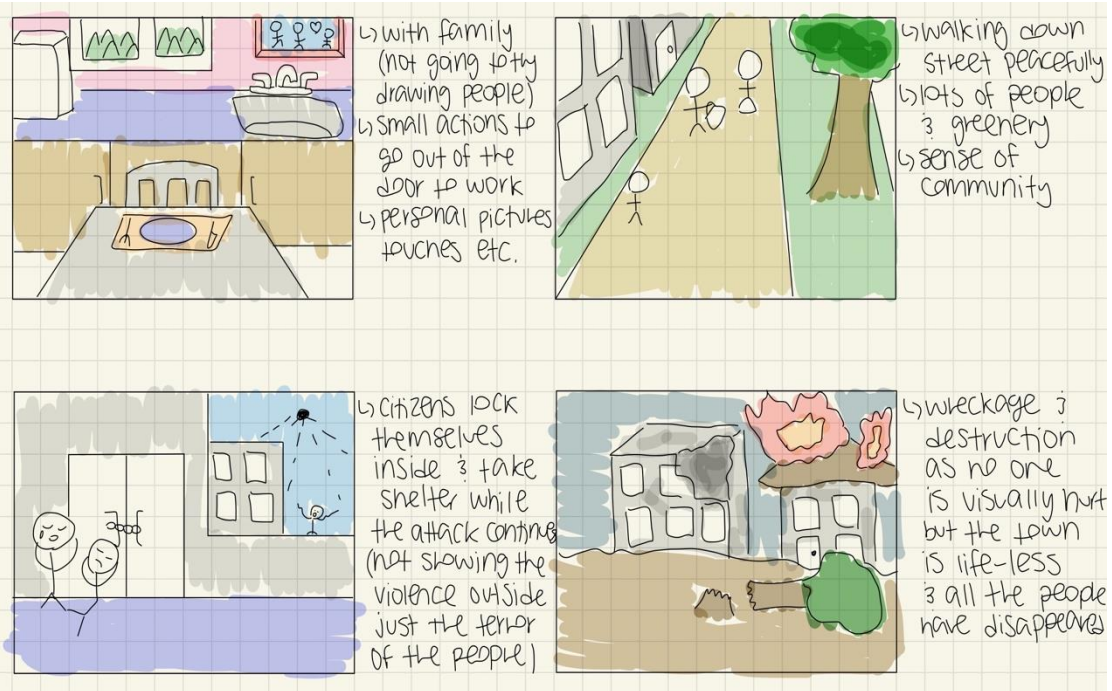 ↳ with family
(not going to try
drawing people)
↳ small actions to
go out of the
door to work
↳ personal pictures
touches etc.
↳ walking down
street peacefully
↳ lots of people
& greenery
↳ sense of
community
↳ citizens lock
themselves
inside & take
shelter while
the attack continues
(not showing the
violence outside
just the terror
of the people)
↳ wreckage &
destruction
as no one
is visually hurt
but the town
is life-less
& all the people
have disappeared